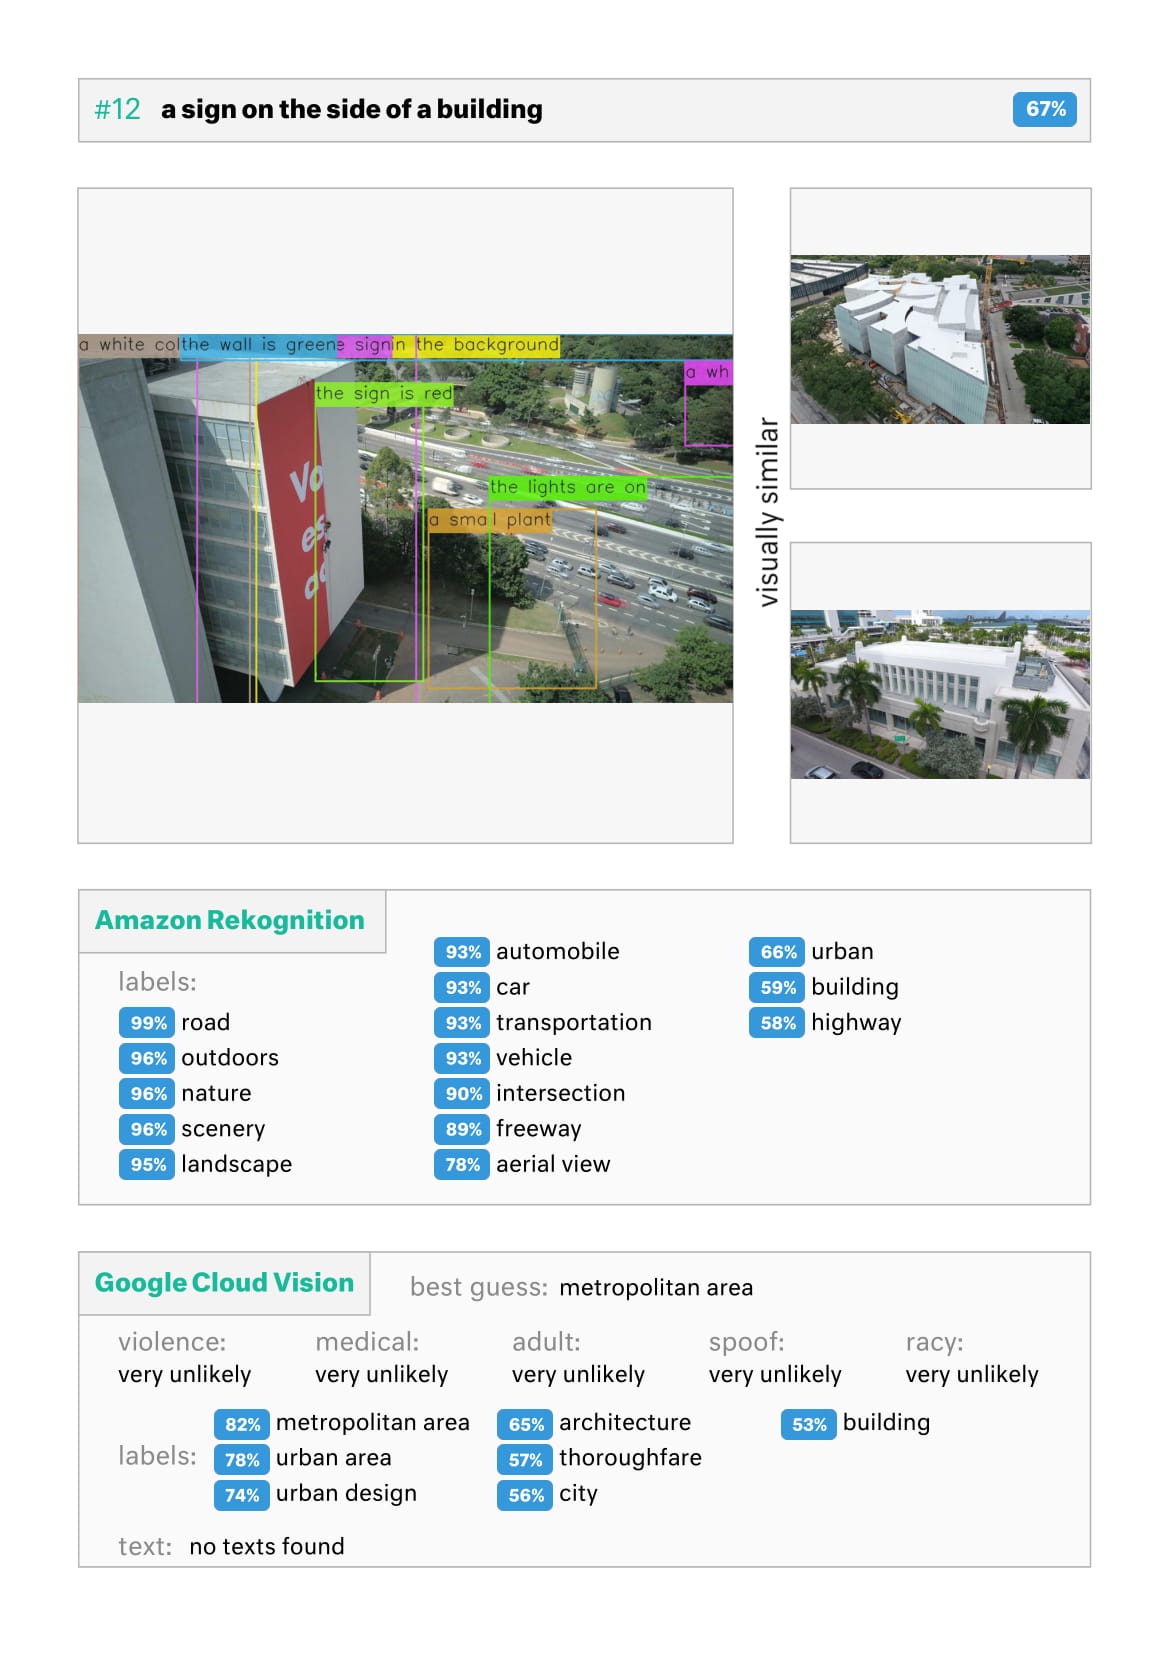 #12 a sign on the side of a building 67%
a white col
the wall is green
e sign
in the background
a wh
the sign is red
Vo
es
the lights are on
a small plant
visually similar
Amazon Rekognition
labels:
99% road
96% outdoors
96% nature
96% scenery
95% landscape
93% automobile
93% car
93% transportation
93% vehicle
90% intersection
89% freeway
78% aerial view
66% urban
59% building
58% highway
Google Cloud Vision
best guess: metropolitan area
violence:
very unlikely
medical:
very unlikely
adult:
very unlikely
spoof:
very unlikely
racy:
very unlikely
labels:
82% metropolitan area
78% urban area
74% urban design
65% architecture
57% thoroughfare
56% city
53% building
text: no texts found